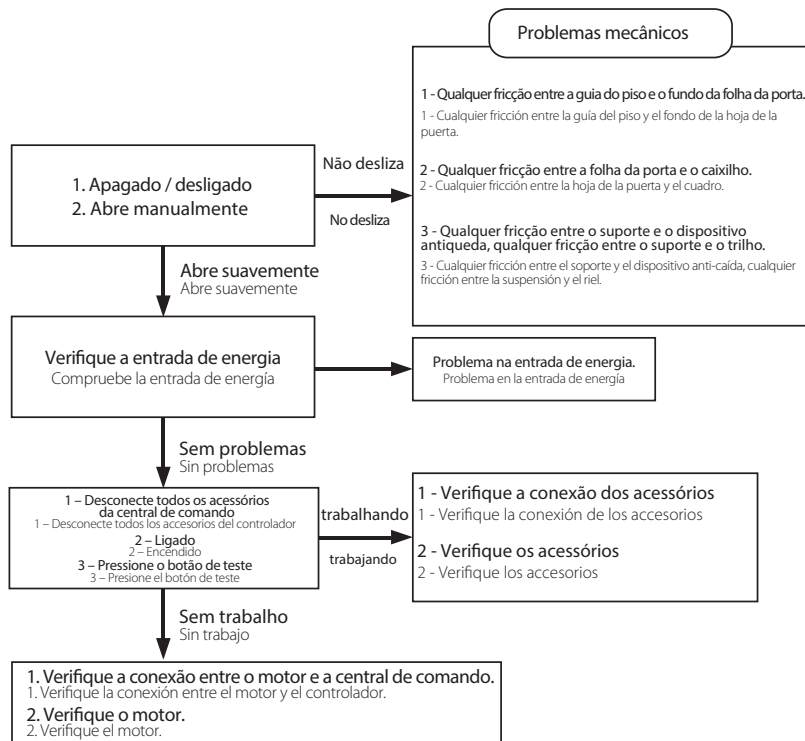 Problemas mecânicos
1 - Qualquer fricção entre a guia do piso e o fundo da folha da porta.
1 - Cualquier fricción entre la guía del piso y el fondo de la hoja de la
puerta.
2 - Qualquer fricção entre a folha da porta e o caixilho.
2 - Cualquier fricción entre la hoja de la puerta y el cuadro.
3 - Qualquer fricção entre o suporte e o dispositivo
antiqueda, qualquer fricção entre o suporte e o trilho.
3 - Cualquier fricción entre el soporte y el dispositivo anti-caída, cualquier
fricción entre la suspensión y el riel.
1. Apagado / desligado
2. Abre manualmente
Não desliza
No desliza
Abre suavemente
Abre suavemente
Verifique a entrada de energia
Compruebe la entrada de energía
Problema na entrada de energia.
Problema en la entrada de energía
Sem problemas
Sin problemas
1 – Desconecte todos os acessórios
da central de comando
1 – Desconecte todos los accesorios del controlador
2 – Ligado
2 – Encendido
3 – Pressione o botão de teste
3 – Presione el botón de teste
trabalhando
trabajando
1 - Verifique a conexão dos acessórios
1 - Verifique la conexión de los accesorios
2 - Verifique os acessórios
2 - Verifique los accesorios
Sem trabalho
Sin trabajo
1. Verifique a conexão entre o motor e a central de comando.
1. Verifique la conexión entre el motor y el controlador.
2. Verifique o motor.
2. Verifique el motor.